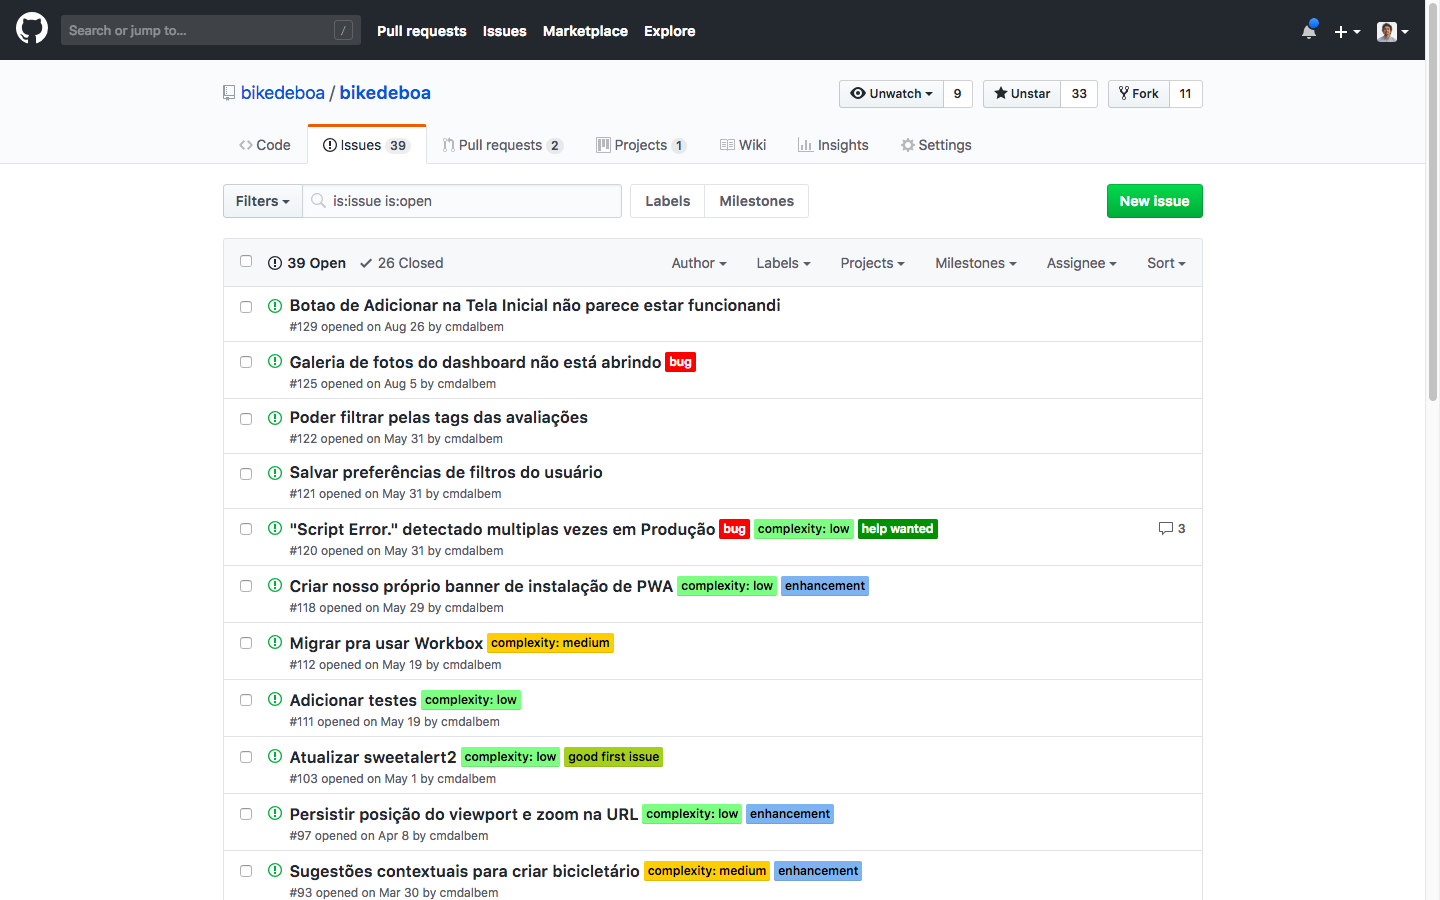 Search or jump to... /
Pull requests Issues Marketplace Explore
bikedeboa / bikedeboa
Unwatch 9 Unstar 33 Fork 11
Code Issues 39 Pull requests 2 Projects 1 Wiki Insights Settings
Filters is:issue is:open Labels Milestones New issue
39 Open 26 Closed Author Labels Projects Milestones Assignee Sort
Botao de Adicionar na Tela Inicial não parece estar funcionandi
#129 opened on Aug 26 by cmdalbem
Galeria de fotos do dashboard não está abrindo bug
#125 opened on Aug 5 by cmdalbem
Poder filtrar pelas tags das avaliações
#122 opened on May 31 by cmdalbem
Salvar preferências de filtros do usuário
#121 opened on May 31 by cmdalbem
"Script Error." detectado multiplas vezes em Produção bug complexity: low help wanted 3
#120 opened on May 31 by cmdalbem
Criar nosso próprio banner de instalação de PWA complexity: low enhancement
#118 opened on May 29 by cmdalbem
Migrar pra usar Workbox complexity: medium
#112 opened on May 19 by cmdalbem
Adicionar testes complexity: low
#111 opened on May 19 by cmdalbem
Atualizar sweetalert2 complexity: low good first issue
#103 opened on May 1 by cmdalbem
Persistir posição do viewport e zoom na URL complexity: low enhancement
#97 opened on Apr 8 by cmdalbem
Sugestões contextuais para criar bicicletário complexity: medium enhancement
#93 opened on Mar 30 by cmdalbem